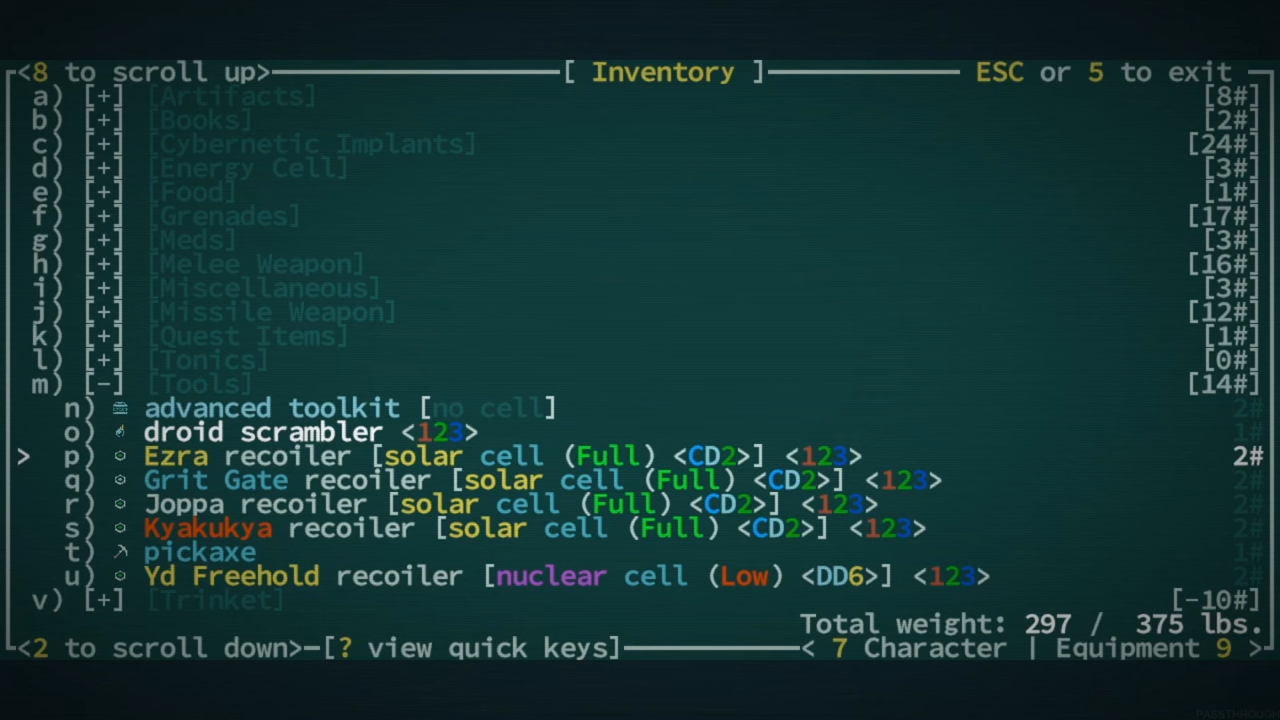 <8 to scroll up> [ Inventory ] ESC or 5 to exit
a) [+] [Artifacts] [8#]
b) [+] [Books] [2#]
c) [+] [Cybernetic Implants] [24#]
d) [+] [Energy Cell] [3#]
e) [+] [Food] [1#]
f) [+] [Grenades] [17#]
g) [+] [Meds] [3#]
h) [+] [Melee Weapon] [16#]
i) [+] [Miscellaneous] [3#]
j) [+] [Missile Weapon] [12#]
k) [+] [Quest Items] [1#]
l) [+] [Tonics] [0#]
m) [-] [Tools] [14#]
n) advanced toolkit [no cell] 2#
o) droid scrambler <123> 1#
> p) Ezra recoiler [solar cell (Full) <CD2>] <123> 2#
q) Grit Gate recoiler [solar cell (Full) <CD2>] <123> 2#
r) Joppa recoiler [solar cell (Full) <CD2>] <123> 2#
s) Kyakukya recoiler [solar cell (Full) <CD2>] <123> 2#
t) pickaxe 1#
u) Yd Freehold recoiler [nuclear cell (Low) <DD6>] <123> 2#
v) [+] [Trinket] [-10#]
Total weight: 297 / 375 lbs.
<2 to scroll down> [? view quick keys] < 7 Character | Equipment 9 >